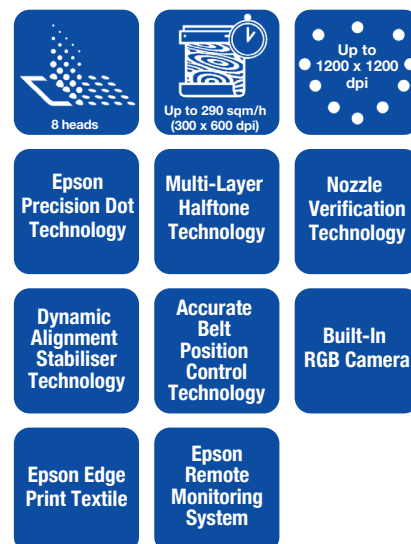 8 heads
Up to 290 sqm/h
(300 x 600 dpi)
Up to
1200 x 1200
dpi
Epson
Precision Dot
Technology
Multi-Layer
Halftone
Technology
Nozzle
Verification
Technology
Dynamic
Alignment
Stabiliser
Technology
Accurate
Belt
Position
Control
Technology
Built-In
RGB Camera
Epson Edge
Print Textile
Epson
Remote
Monitoring
System